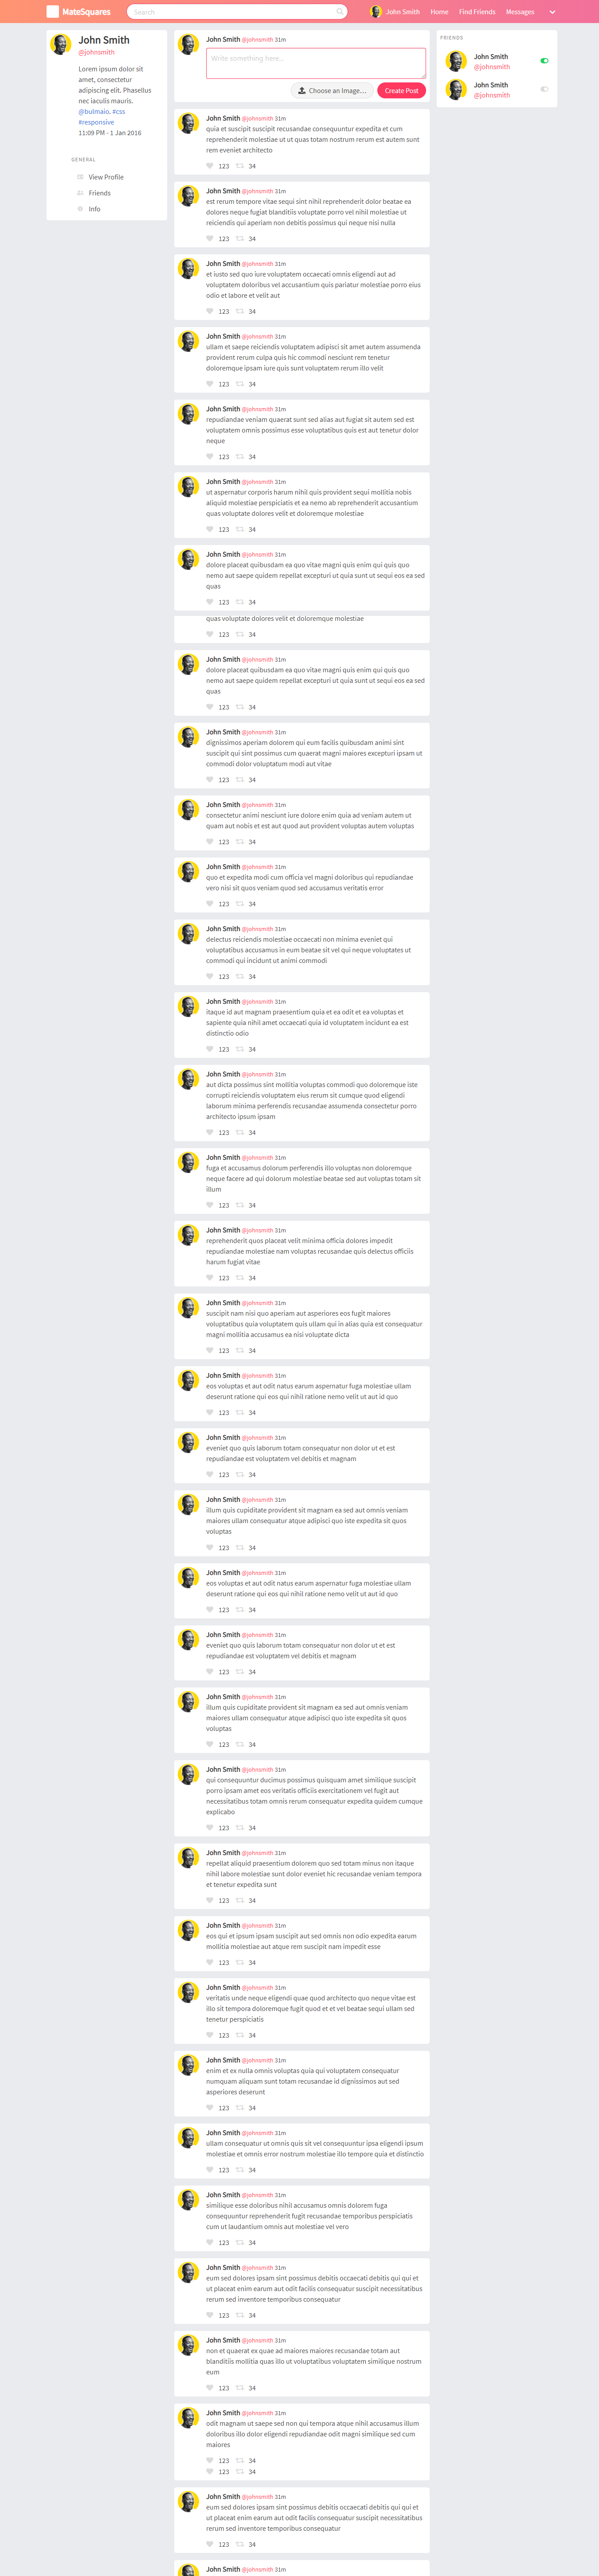 MateSquares
Search
John Smith
Home
Find Friends
Messages
John Smith
@johnsmith
Lorem ipsum dolor sit
amet, consectetur
adipiscing elit. Phasellus
nec iaculis mauris.
@bulmaio. #css
#responsive
11:09 PM - 1 Jan 2016
GENERAL
View Profile
Friends
Info
John Smith @johnsmith 31m
Write something here...
Choose an Image...
Create Post
John Smith @johnsmith 31m
quia et suscipit suscipit recusandae consequuntur expedita et cum
reprehenderit molestiae ut ut quas totam nostrum rerum est autem sunt
rem eveniet architecto
123 34
John Smith @johnsmith 31m
est rerum tempore vitae sequi sint nihil reprehenderit dolor beatae ea
dolores neque fugiat blanditiis voluptate porro vel nihil molestiae ut
reiciendis qui aperiam non debitis possimus qui neque nisi nulla
123 34
John Smith @johnsmith 31m
et iusto sed quo iure voluptatem occaecati omnis eligendi aut ad
voluptatem doloribus vel accusantium quis pariatur molestiae porro eius
odio et labore et velit aut
123 34
John Smith @johnsmith 31m
ullam et saepe reiciendis voluptatem adipisci sit amet autem assumenda
provident rerum culpa quis hic commodi nesciunt rem tenetur
doloremque ipsam iure quis sunt voluptatem rerum illo velit
123 34
John Smith @johnsmith 31m
repudiandae veniam quaerat sunt sed alias aut fugiat sit autem sed est
voluptatem omnis possimus esse voluptatibus quis est aut tenetur dolor
neque
123 34
John Smith @johnsmith 31m
ut aspernatur corporis harum nihil quis provident sequi mollitia nobis
aliquid molestiae perspiciatis et ea nemo ab reprehenderit accusantium
quas voluptate dolores velit et doloremque molestiae
123 34
John Smith @johnsmith 31m
dolore placeat quibusdam ea quo vitae magni quis enim qui quis quo
nemo aut saepe quidem repellat excepturi ut quia sunt ut sequi eos ea sed
quas
123 34
quas voluptate dolores velit et doloremque molestiae
123 34
John Smith @johnsmith 31m
dolore placeat quibusdam ea quo vitae magni quis enim qui quis quo
nemo aut saepe quidem repellat excepturi ut quia sunt ut sequi eos ea sed
quas
123 34
John Smith @johnsmith 31m
dignissimos aperiam dolorem qui eum facilis quibusdam animi sint
suscipit qui sint possimus cum quaerat magni maiores excepturi ipsam ut
commodi dolor voluptatum modi aut vitae
123 34
John Smith @johnsmith 31m
consectetur animi nesciunt iure dolore enim quia ad veniam autem ut
quam aut nobis et est aut quod aut provident voluptas autem voluptas
123 34
John Smith @johnsmith 31m
quo et expedita modi cum officia vel magni doloribus qui repudiandae
vero nisi sit quos veniam quod sed accusamus veritatis error
123 34
John Smith @johnsmith 31m
delectus reiciendis molestiae occaecati non minima eveniet qui
voluptatibus accusamus in eum beatae sit vel qui neque voluptates ut
commodi qui incidunt ut animi commodi
123 34
John Smith @johnsmith 31m
itaque id aut magnam praesentium quia et ea odit et ea voluptas et
sapiente quia nihil amet occaecati quia id voluptatem incidunt ea est
distinctio odio
123 34
John Smith @johnsmith 31m
aut dicta possimus sint mollitia voluptas commodi quo doloremque iste
corrupti reiciendis voluptatem eius rerum sit cumque quod eligendi
laborum minima perferendis recusandae assumenda consectetur porro
architecto ipsum ipsam
123 34
John Smith @johnsmith 31m
fuga et accusamus dolorum perferendis illo voluptas non doloremque
neque facere ad qui dolorum molestiae beatae sed aut voluptas totam sit
illum
123 34
John Smith @johnsmith 31m
reprehenderit quos placeat velit minima officia dolores impedit
repudiandae molestiae nam voluptas recusandae quis delectus officiis
harum fugiat vitae
123 34
John Smith @johnsmith 31m
suscipit nam nisi quo aperiam aut asperiores eos fugit maiores
voluptatibus quia voluptatem quis ullam qui in alias quia est consequatur
magni mollitia accusamus ea nisi voluptate dicta
123 34
John Smith @johnsmith 31m
eos voluptas et aut odit natus earum aspernatur fuga molestiae ullam
deserunt ratione qui eos qui nihil ratione nemo velit ut aut id quo
123 34
John Smith @johnsmith 31m
eveniet quo quis laborum totam consequatur non dolor ut et est
repudiandae est voluptatem vel debitis et magnam
123 34
John Smith @johnsmith 31m
illum quis cupiditate provident sit magnam ea sed aut omnis veniam
maiores ullam consequatur atque adipisci quo iste expedita sit quos
voluptas
123 34
John Smith @johnsmith 31m
eos voluptas et aut odit natus earum aspernatur fuga molestiae ullam
deserunt ratione qui eos qui nihil ratione nemo velit ut aut id quo
123 34
John Smith @johnsmith 31m
eveniet quo quis laborum totam consequatur non dolor ut et est
repudiandae est voluptatem vel debitis et magnam
123 34
John Smith @johnsmith 31m
illum quis cupiditate provident sit magnam ea sed aut omnis veniam
maiores ullam consequatur atque adipisci quo iste expedita sit quos
voluptas
123 34
John Smith @johnsmith 31m
qui consequuntur ducimus possimus quisquam amet similique suscipit
porro ipsam amet eos veritatis officiis exercitationem vel fugit aut
necessitatibus totam omnis rerum consequatur expedita quidem cumque
explicabo
123 34
John Smith @johnsmith 31m
repellat aliquid praesentium dolorem quo sed totam minus non itaque
nihil labore molestiae sunt dolor eveniet hic recusandae veniam tempora
et tenetur expedita sunt
123 34
John Smith @johnsmith 31m
eos qui et ipsum ipsam suscipit aut sed omnis non odio expedita earum
mollitia molestiae aut atque rem suscipit nam impedit esse
123 34
John Smith @johnsmith 31m
veritatis unde neque eligendi quae quod architecto quo neque vitae est
illo sit tempora doloremque fugit quod et et vel beatae sequi ullam sed
tenetur perspiciatis
123 34
John Smith @johnsmith 31m
enim et ex nulla omnis voluptas quia qui voluptatem consequatur
numquam aliquam sunt totam recusandae id dignissimos aut sed
asperiores deserunt
123 34
John Smith @johnsmith 31m
ullam consequatur ut omnis quis sit vel consequuntur ipsa eligendi ipsum
molestiae et omnis error nostrum molestiae illo tempore quia et distinctio
123 34
John Smith @johnsmith 31m
similique esse doloribus nihil accusamus omnis dolorem fuga
consequuntur reprehenderit fugit recusandae temporibus perspiciatis
cum ut laudantium omnis aut molestiae vel vero
123 34
John Smith @johnsmith 31m
eum sed dolores ipsam sint possimus debitis occaecati debitis qui qui et
ut placeat enim earum aut odit facilis consequatur suscipit necessitatibus
rerum sed inventore temporibus consequatur
123 34
John Smith @johnsmith 31m
non et quaerat ex quae ad maiores maiores recusandae totam aut
blanditiis mollitia quas illo ut voluptatibus voluptatem similique nostrum
eum
123 34
John Smith @johnsmith 31m
odit magnam ut saepe sed non qui tempora atque nihil accusamus illum
doloribus illo dolor eligendi repudiandae odit magni similique sed cum
maiores
123 34
123 34
John Smith @johnsmith 31m
eum sed dolores ipsam sint possimus debitis occaecati debitis qui qui et
ut placeat enim earum aut odit facilis consequatur suscipit necessitatibus
rerum sed inventore temporibus consequatur
123 34
John Smith @johnsmith 31m
FRIENDS
John Smith
@johnsmith
John Smith
@johnsmith